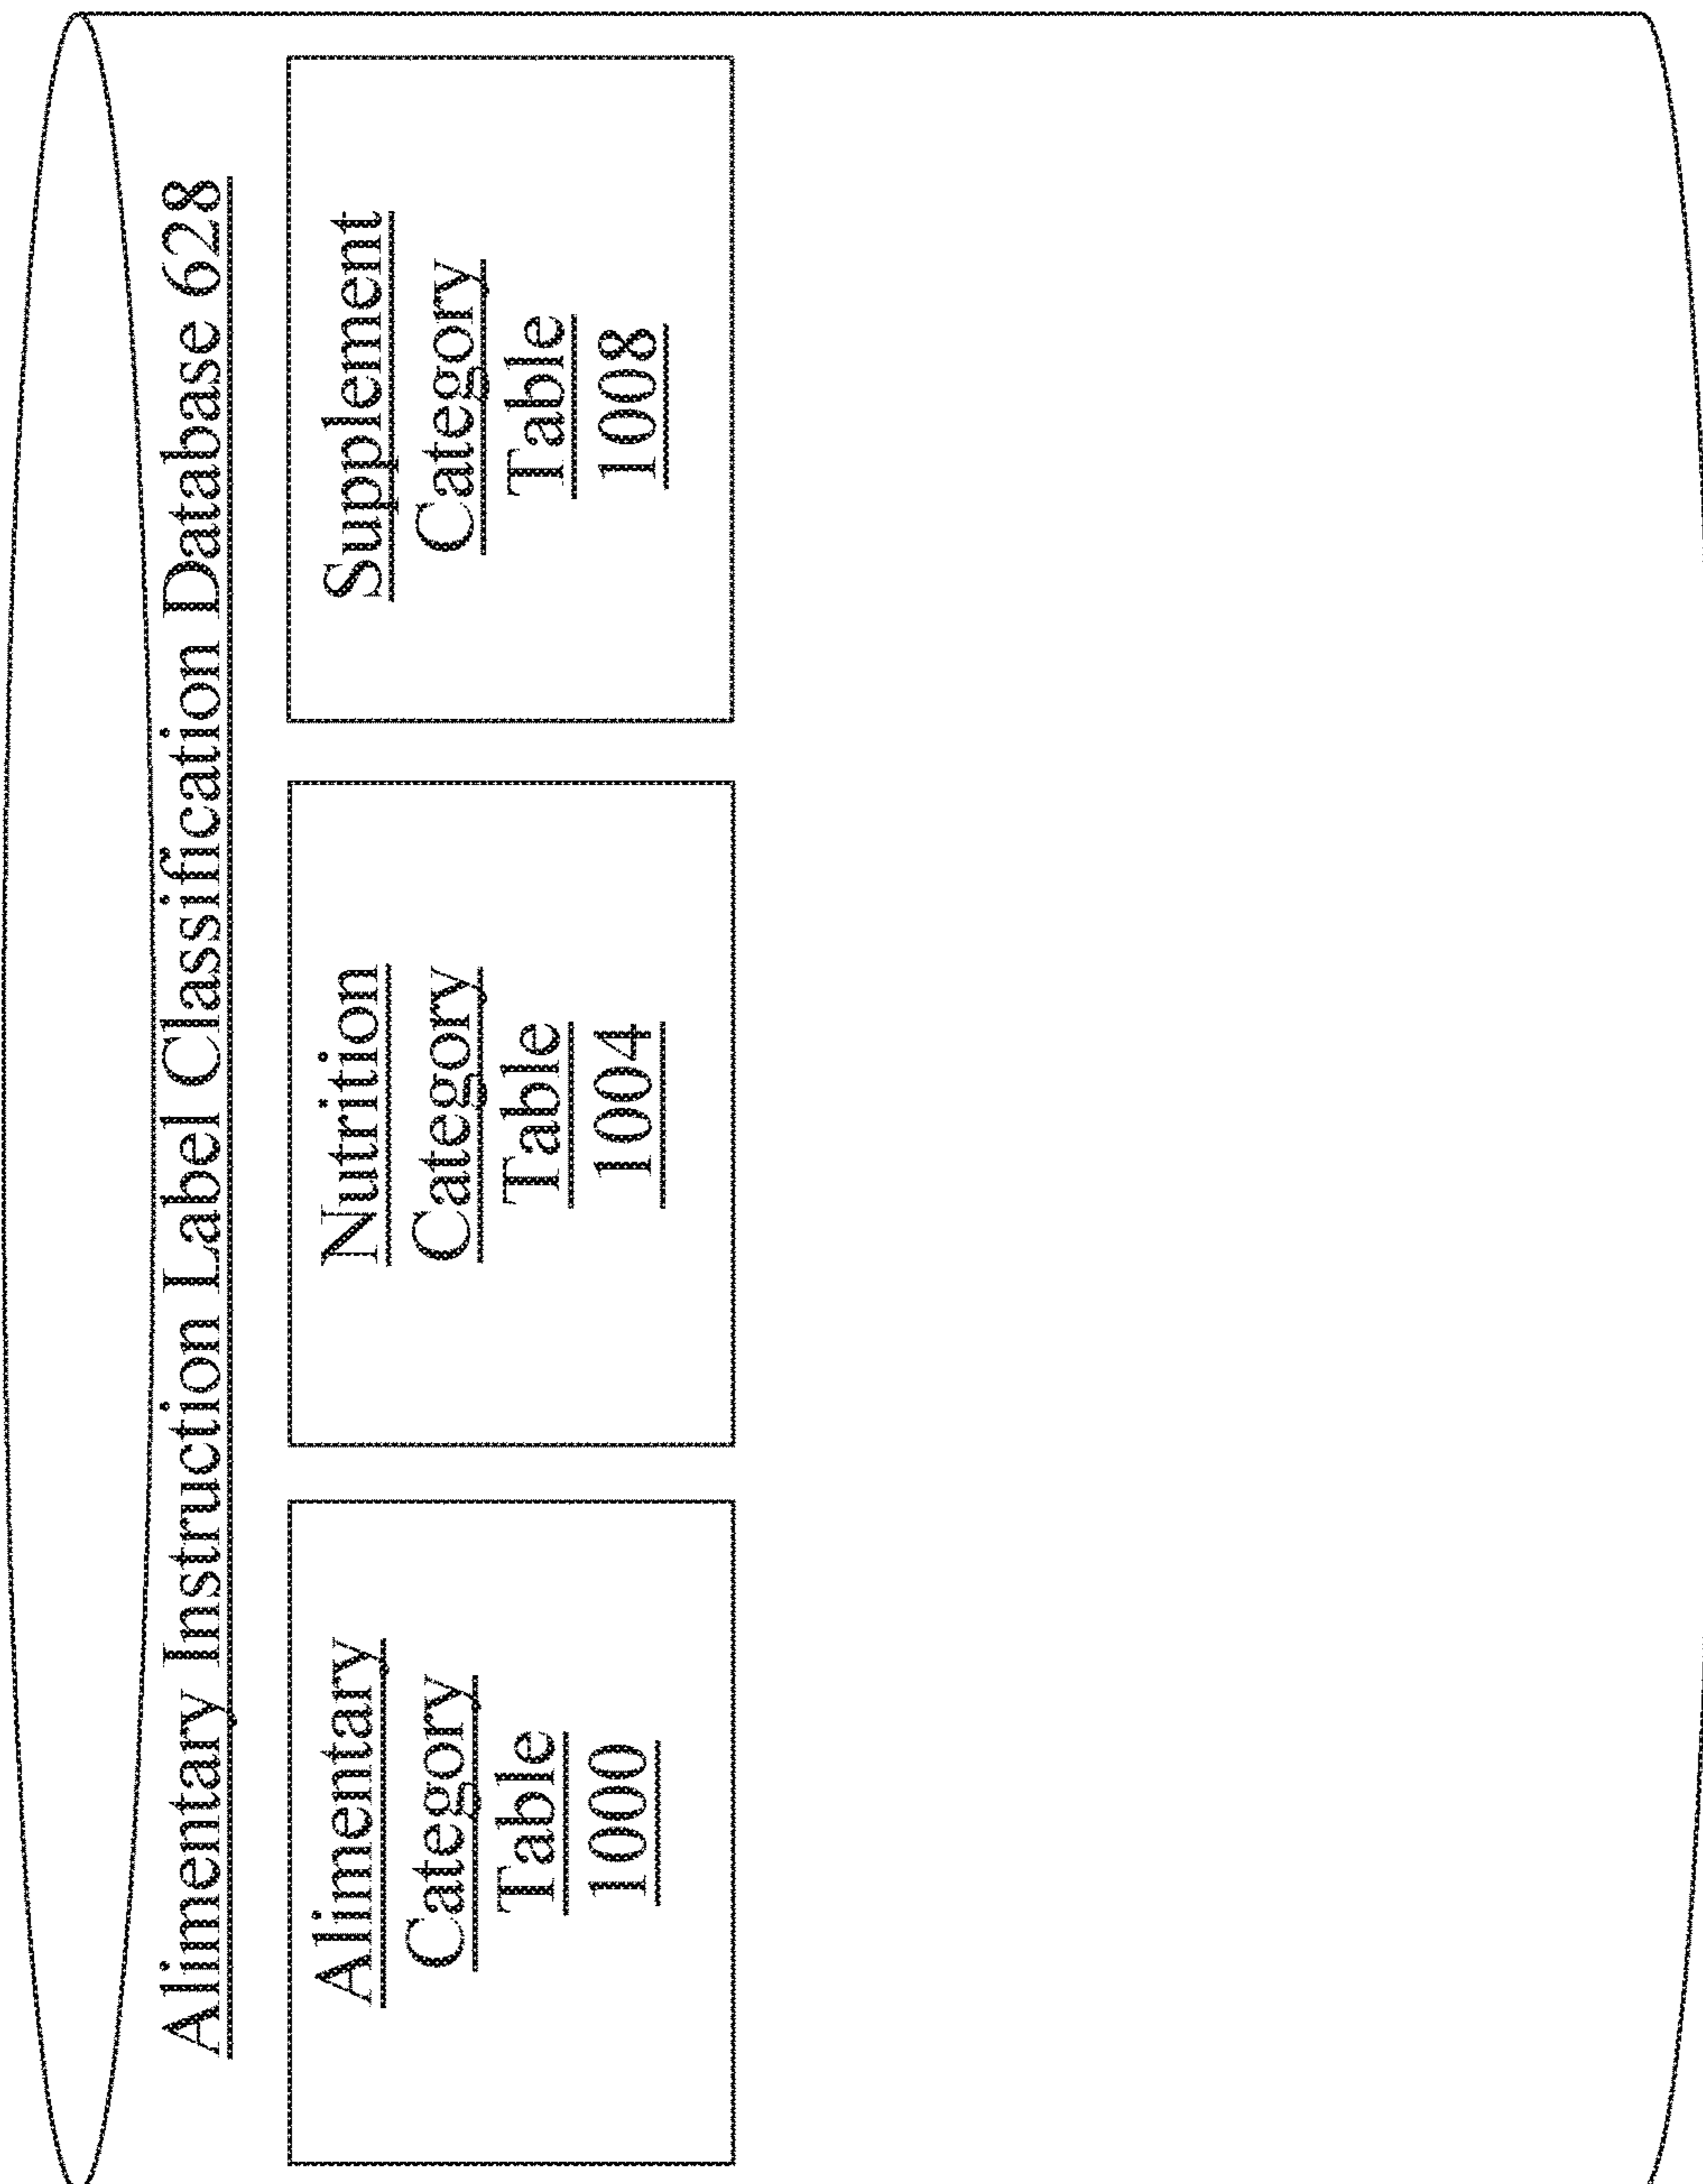 Alimentary Instruction Label Classification Database 628
Alimentary
Category
Table
1000
Nutrition
Category
Table
1004
Supplement
Category
Table
1008